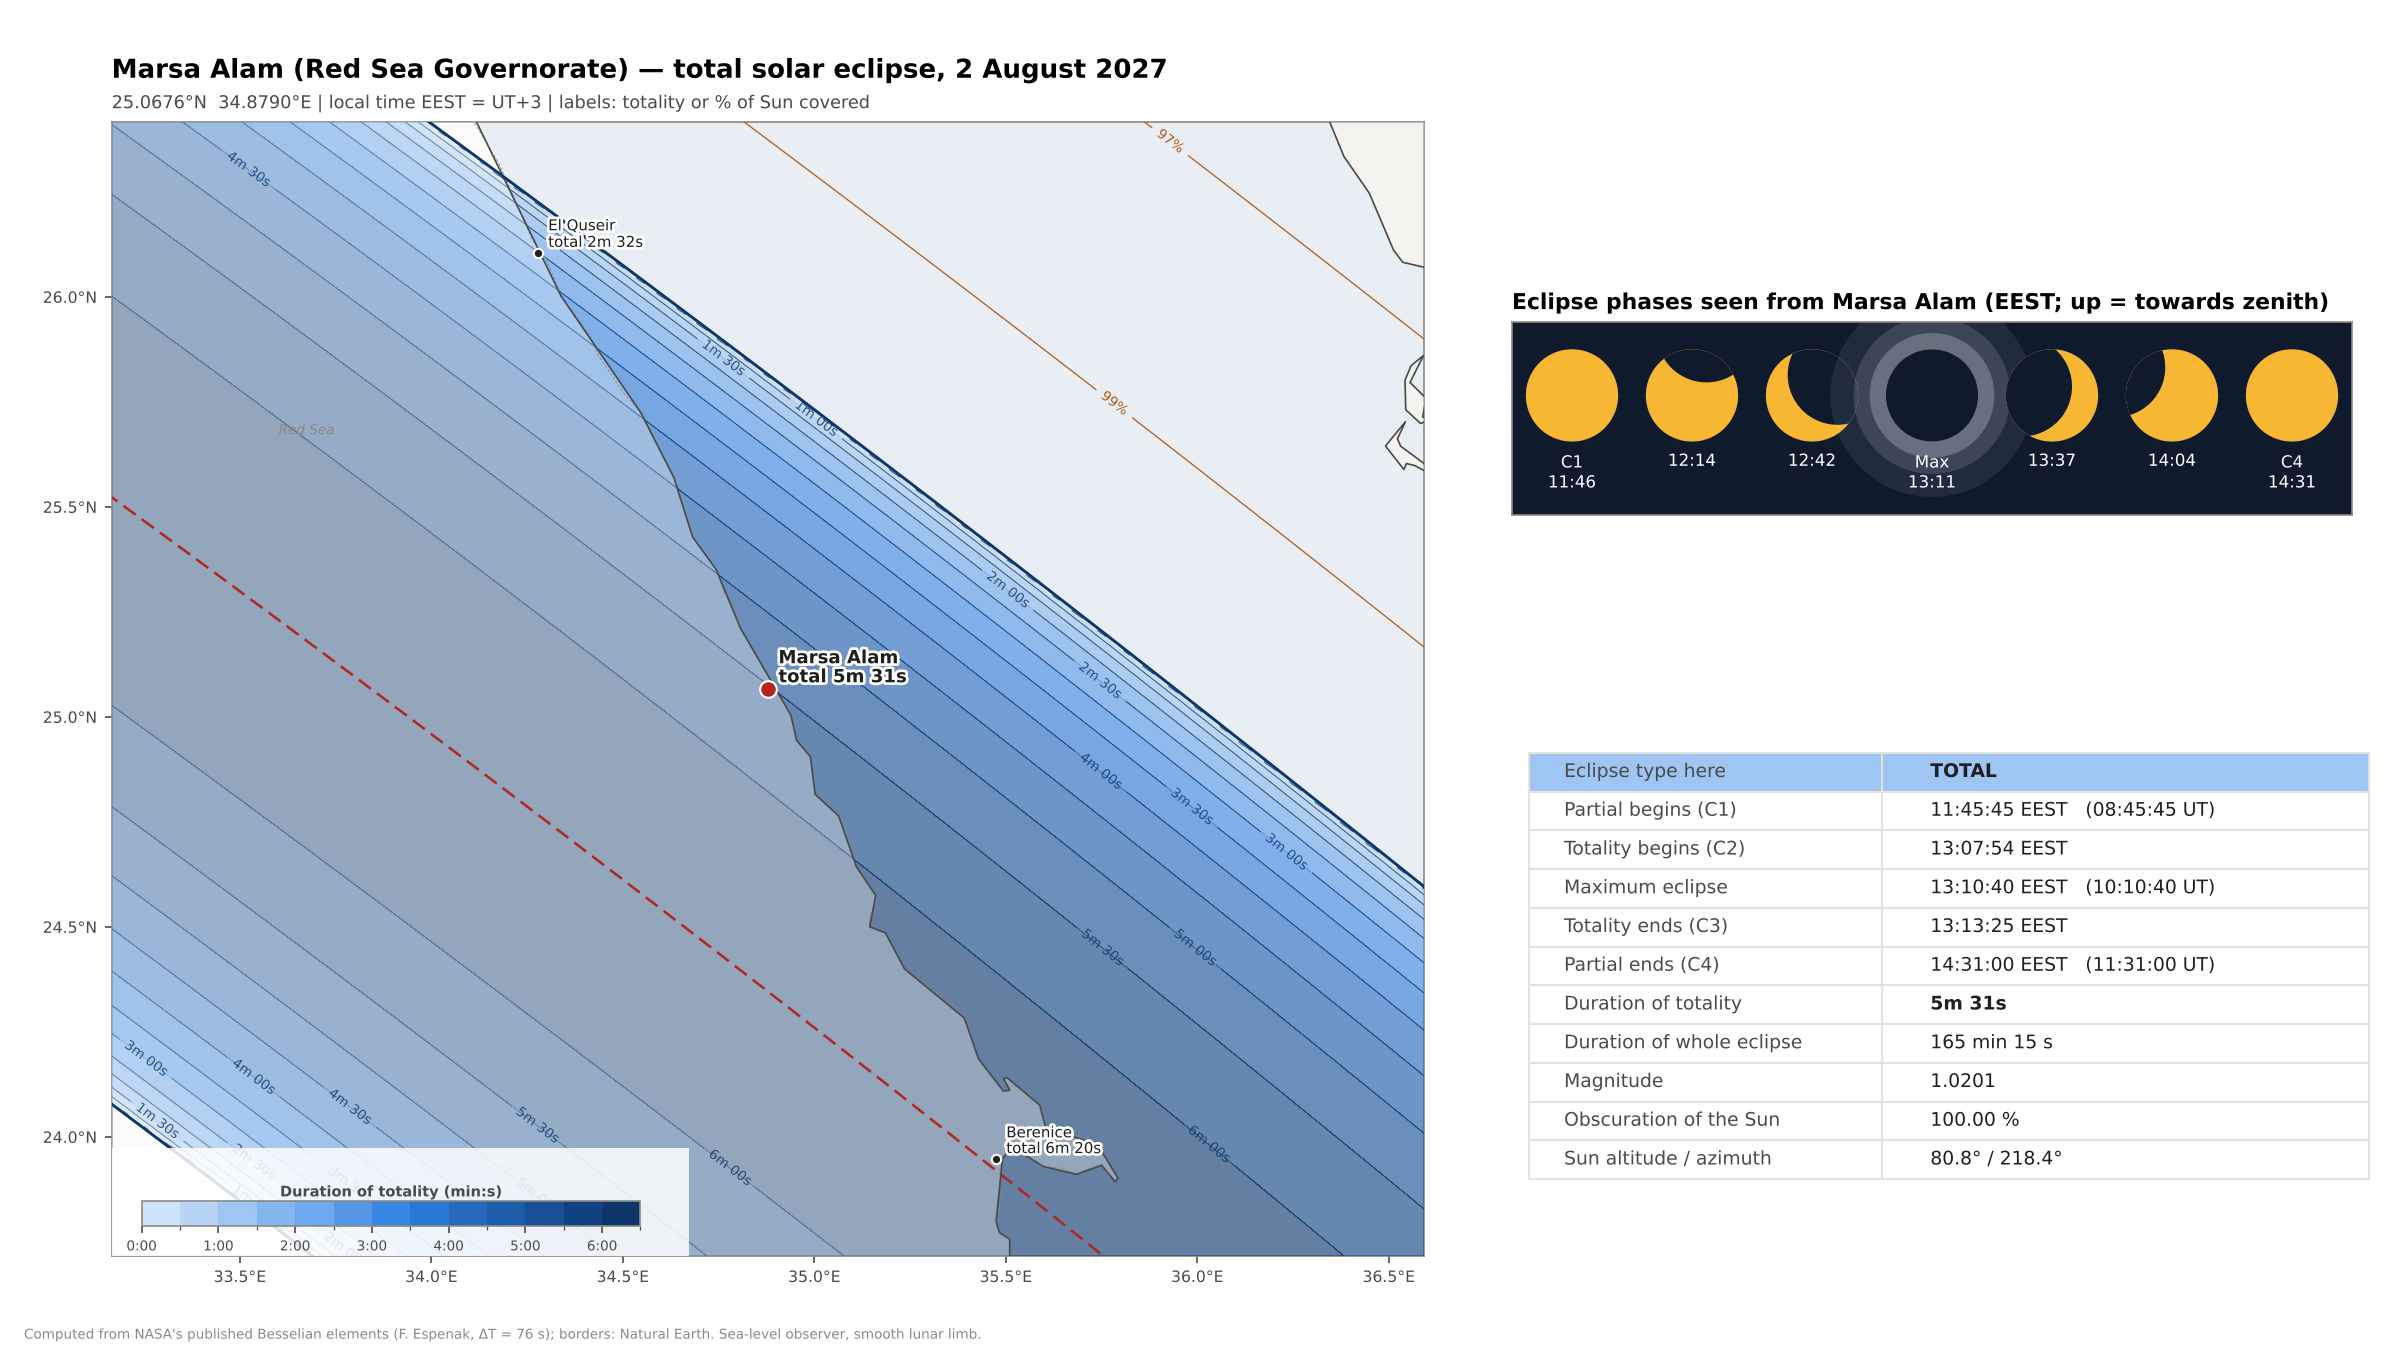 Marsa Alam (Red Sea Governorate) — total solar eclipse, 2 August 2027
25.0676°N  34.8790°E | local time EEST = UT+3 | labels: totality or % of Sun covered
97%
4m 30s
El Quseir
total 2m 32s
26.0°N
1m 30s
99%
1m 00s
Red Sea
25.5°N
2m 00s
Marsa Alam
total 5m 31s
2m 30s
25.0°N
4m 00s
3m 30s
3m 00s
5m 30s
5m 00s
24.5°N
3m 00s
4m 00s
4m 30s
1m 30s
5m 30s
24.0°N
Berenice
total 6m 20s
6m 00s
6m 00s
2m 30s
Duration of totality (min:s)
0:00 1:00 2:00 3:00 4:00 5:00 6:00
33.5°E 34.0°E 34.5°E 35.0°E 35.5°E 36.0°E 36.5°E
Eclipse phases seen from Marsa Alam (EEST; up = towards zenith)
C1 11:46
12:14
12:42
Max 13:11
13:37
14:04
C4 14:31
Eclipse type here TOTAL
Partial begins (C1) 11:45:45 EEST (08:45:45 UT)
Totality begins (C2) 13:07:54 EEST
Maximum eclipse 13:10:40 EEST (10:10:40 UT)
Totality ends (C3) 13:13:25 EEST
Partial ends (C4) 14:31:00 EEST (11:31:00 UT)
Duration of totality 5m 31s
Duration of whole eclipse 165 min 15 s
Magnitude 1.0201
Obscuration of the Sun 100.00 %
Sun altitude / azimuth 80.8° / 218.4°
Computed from NASA's published Besselian elements (F. Espenak, ΔT = 76 s); borders: Natural Earth. Sea-level observer, smooth lunar limb.